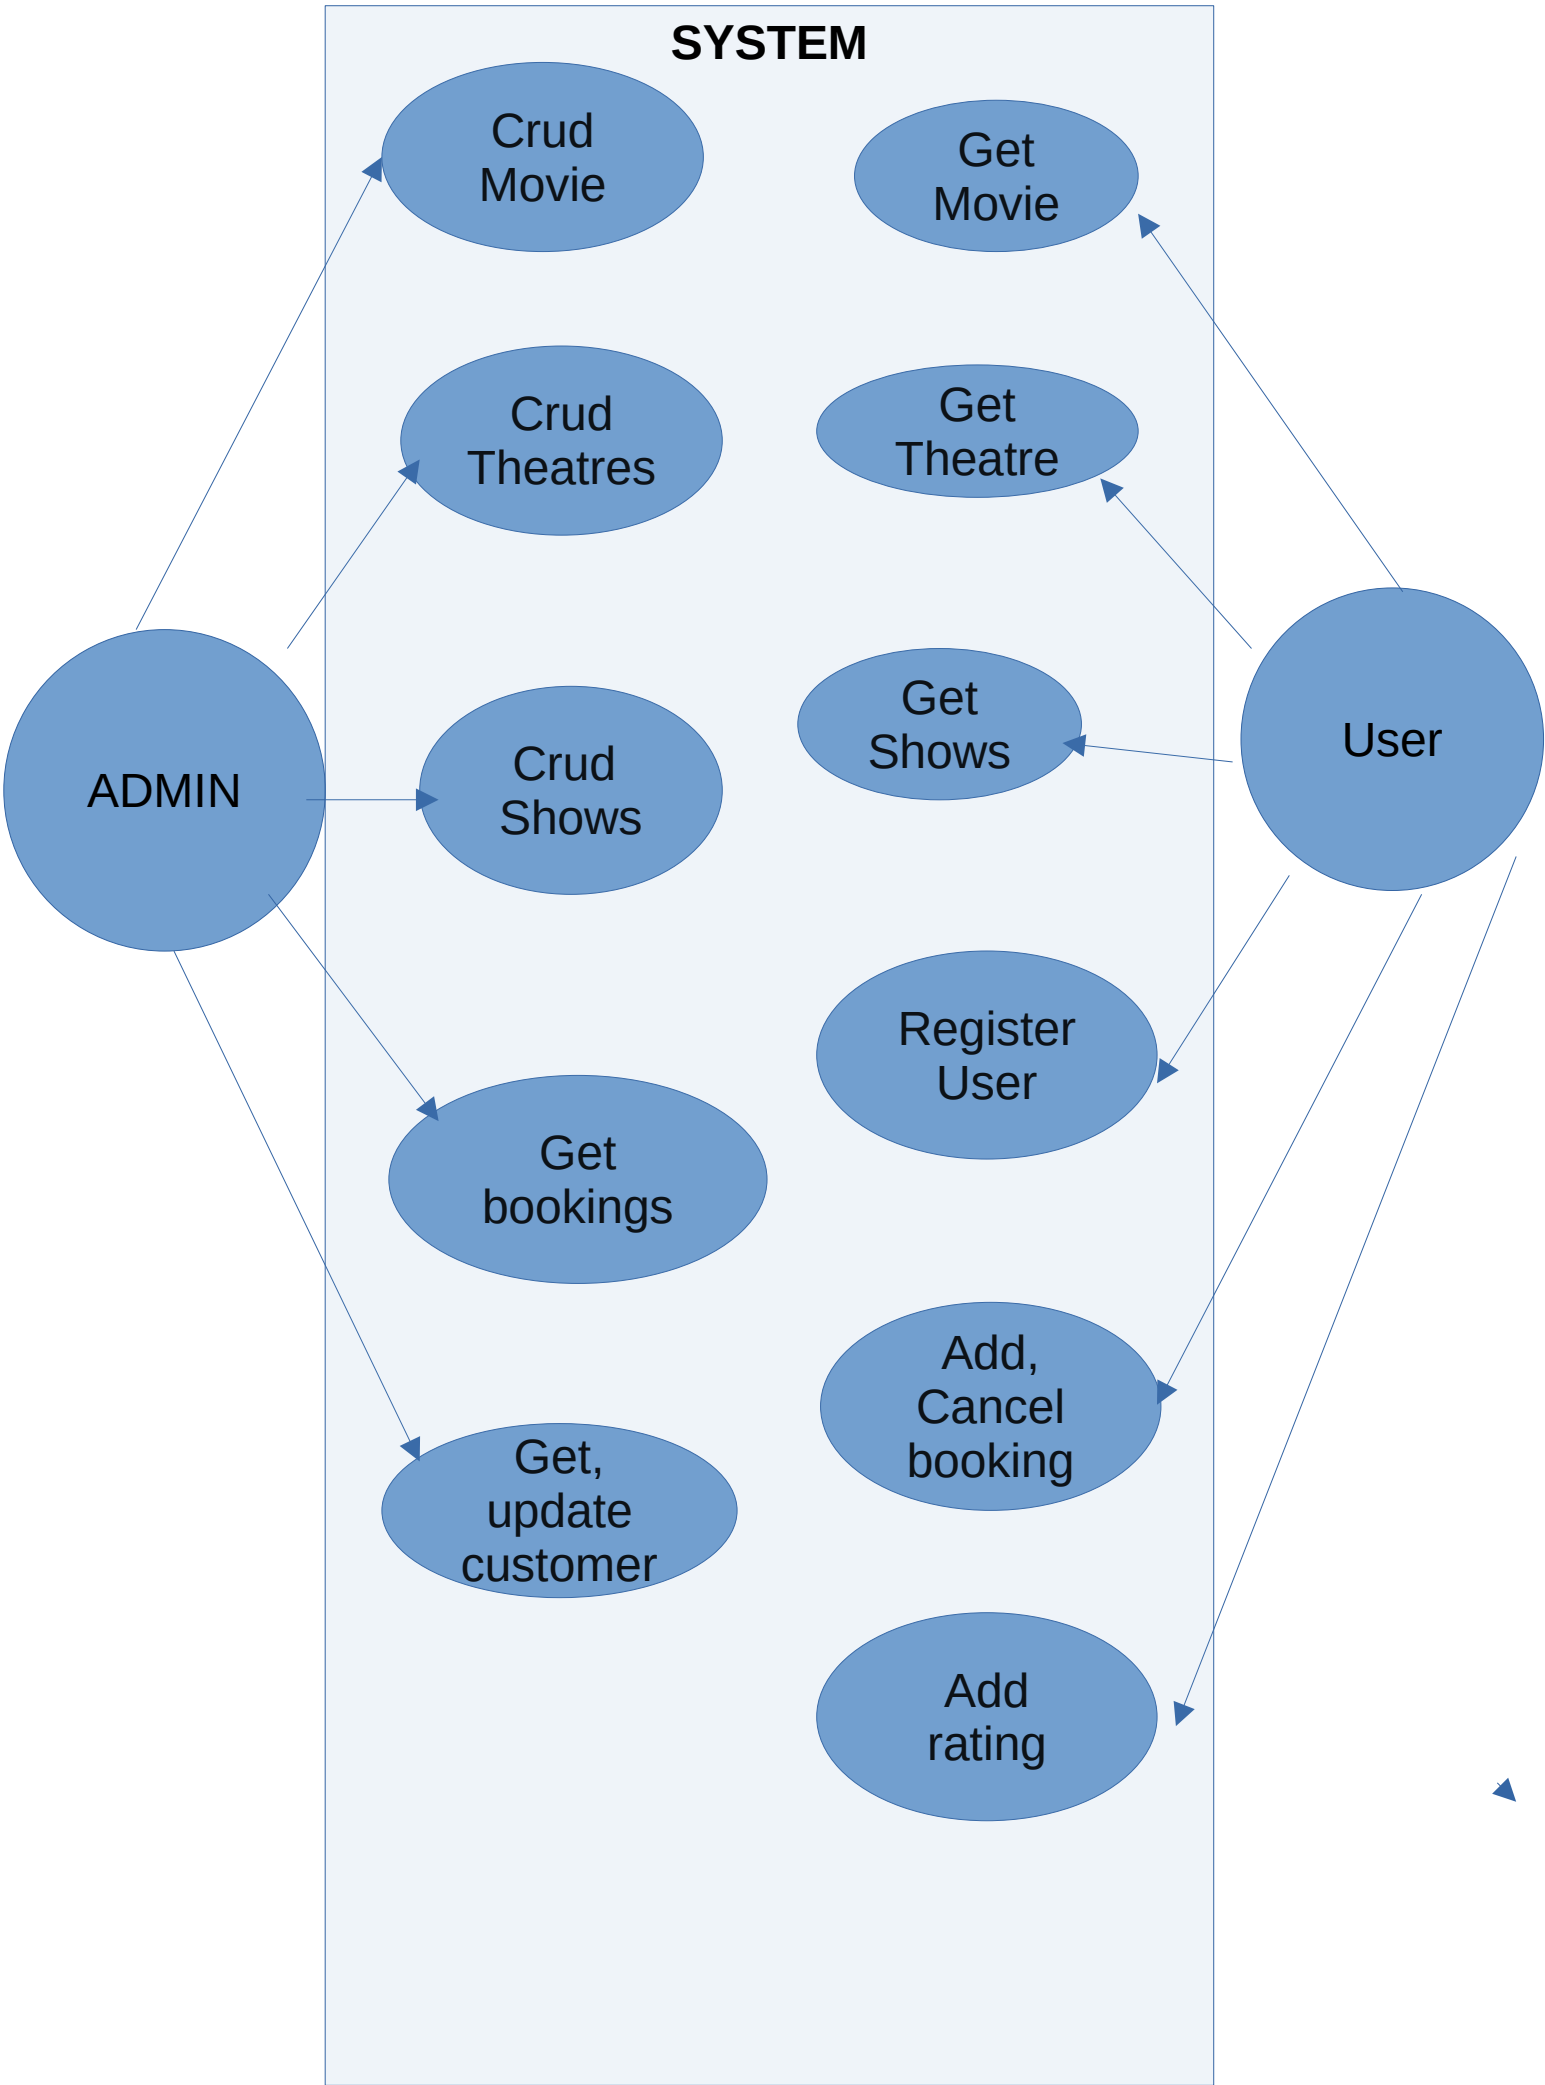 SYSTEM
Crud
Movie
Get
Movie
Crud
Theatres
Get
Theatre
ADMIN
Crud
Shows
Get
Shows
User
Register
User
Get
bookings
Add,
Cancel
booking
Get,
update
customer
Add
rating